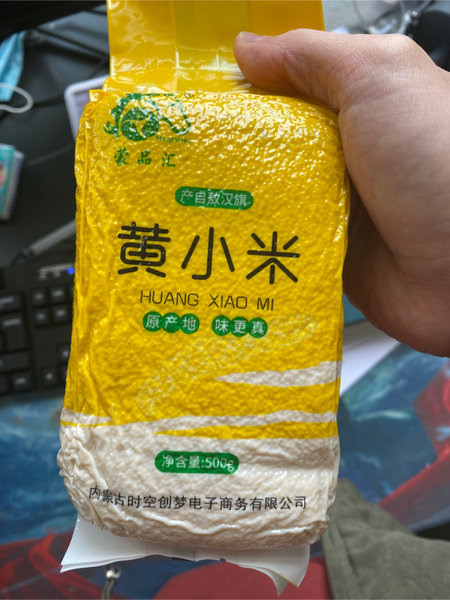 蒙品汇
产自敖汉旗
黄小米
HUANG XIAO MI
原产地 味更真
净含量:500g
内蒙古时空创梦电子商务有限公司